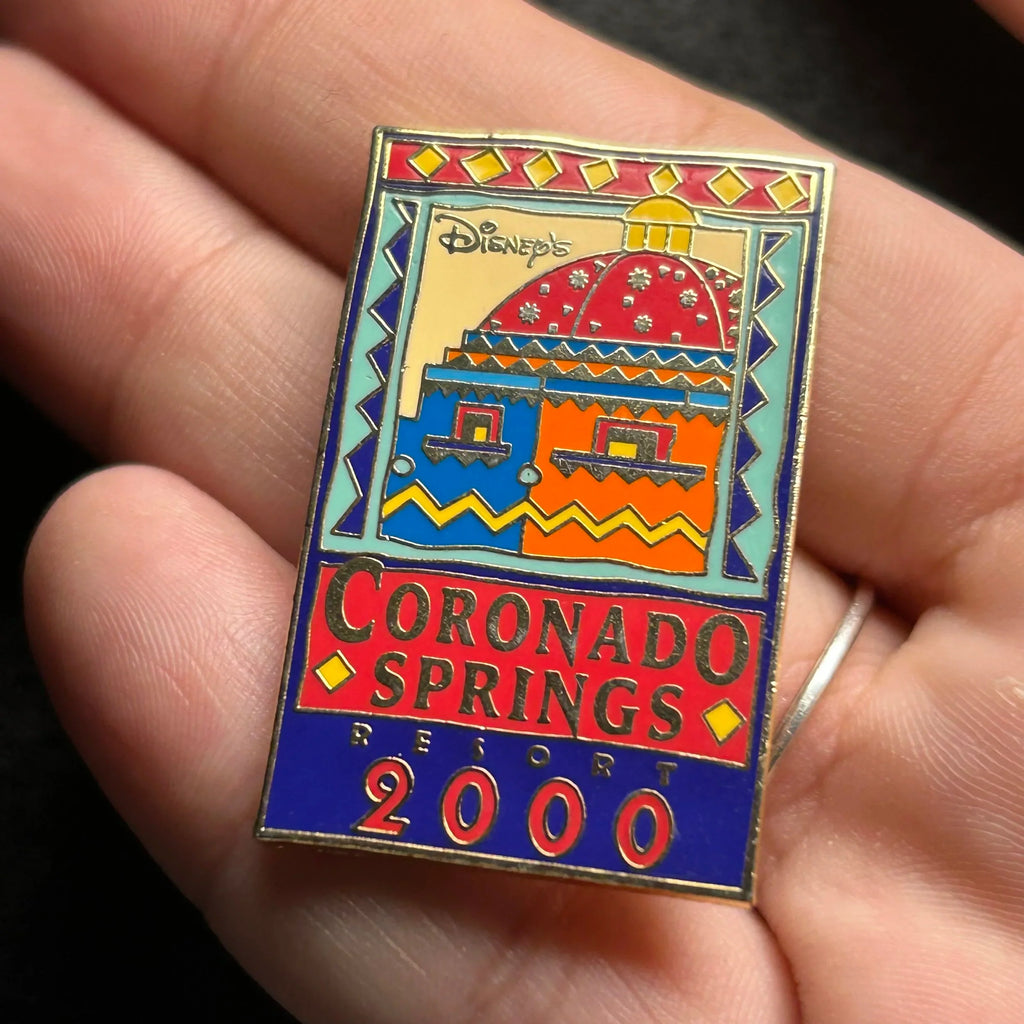 Disney's
CORONADO
SPRINGS
RESORT
2000